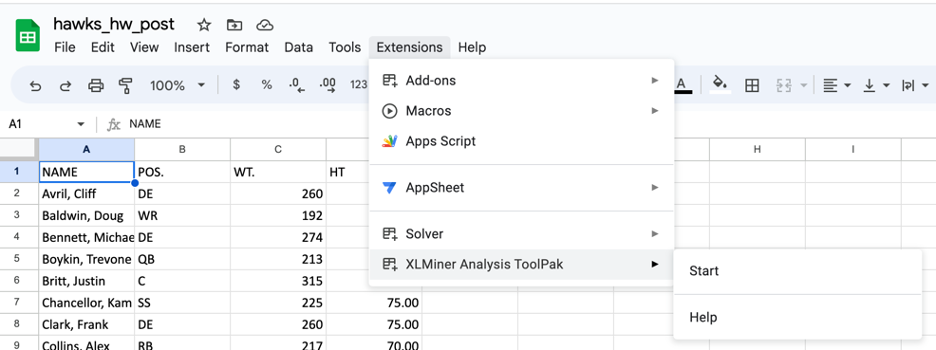 hawks_hw_post
File Edit View Insert Format Data Tools Extensions Help
100% $ % .0 .00 123 A
A1 fx NAME
Add-ons
Macros
Apps Script
AppSheet
Solver
XLMiner Analysis ToolPak
Start
Help
A B C H I
1 NAME POS. WT. HT
2 Avril, Cliff DE 260
3 Baldwin, Doug WR 192
4 Bennett, Michae DE 274
5 Boykin, Trevone QB 213
6 Britt, Justin C 315
7 Chancellor, Kam SS 225 75.00
8 Clark, Frank DE 260 75.00
9 Collins, Alex RB 217 70.00